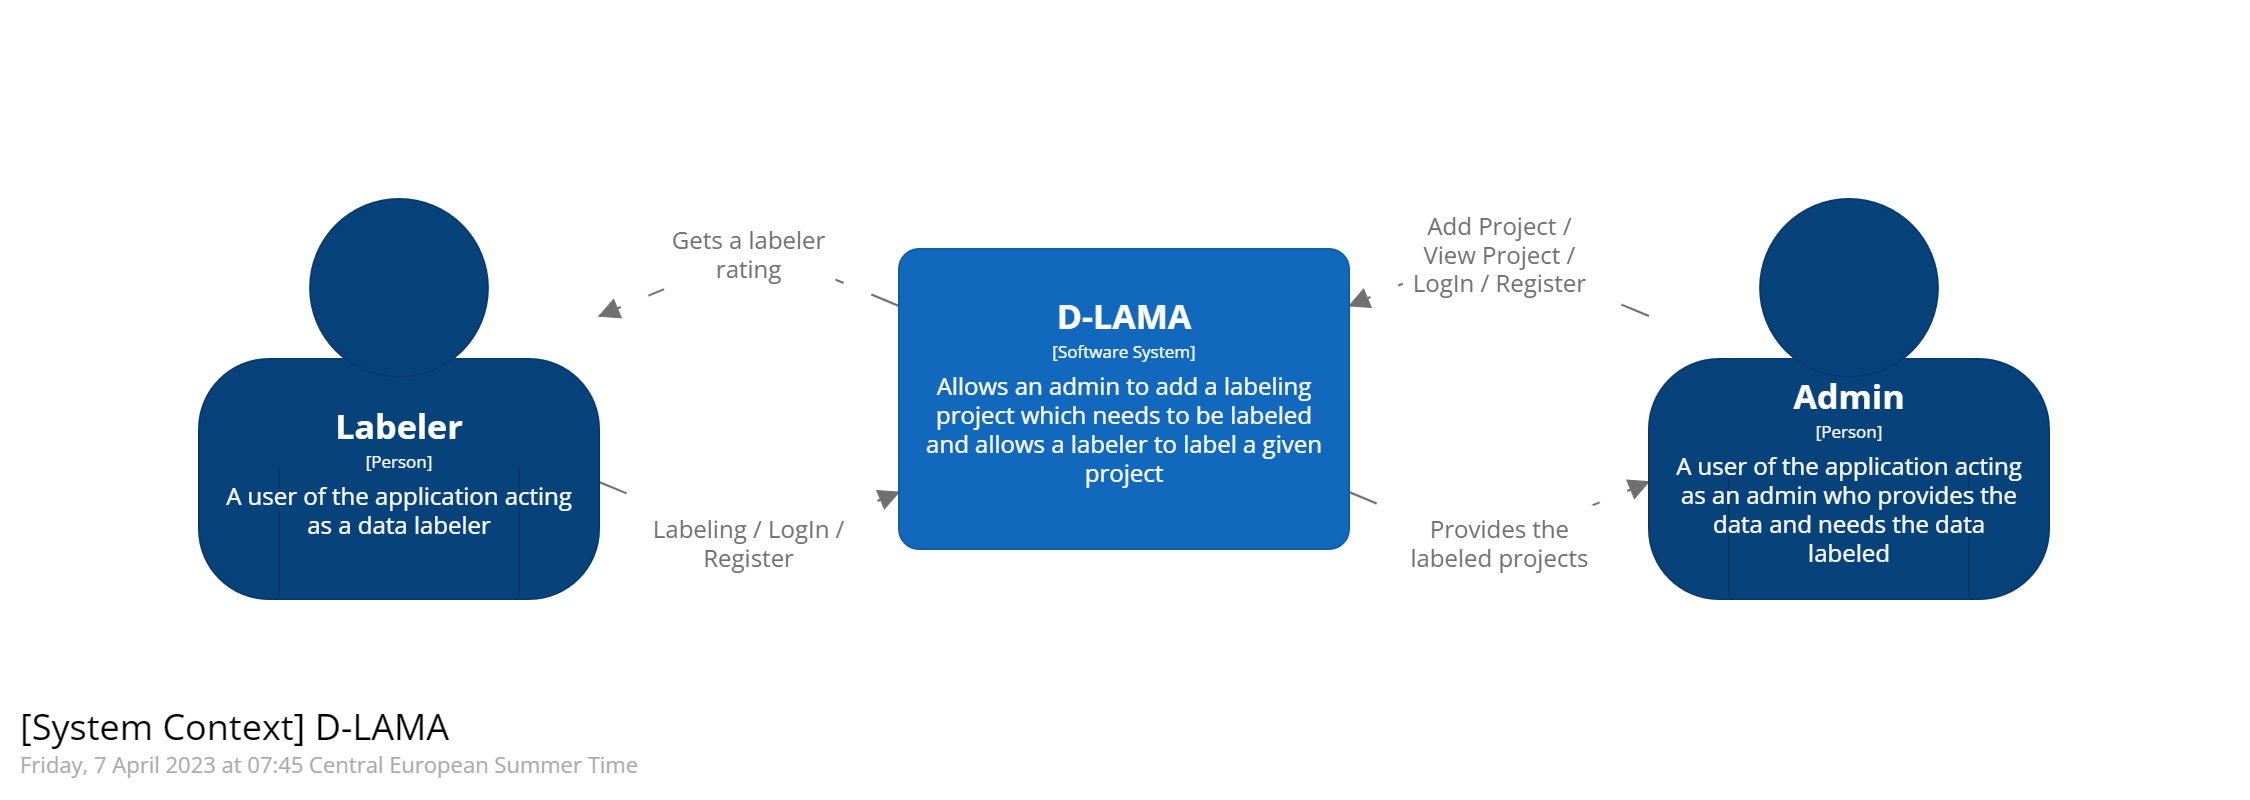 Gets a labeler
rating
Add Project /
View Project /
LogIn / Register
D-LAMA
[Software System]
Allows an admin to add a labeling
project which needs to be labeled
and allows a labeler to label a given
project
Labeler
[Person]
A user of the application acting
as a data labeler
Admin
[Person]
A user of the application acting
as an admin who provides the
data and needs the data
labeled
Labeling / LogIn /
Register
Provides the
labeled projects
[System Context] D-LAMA
Friday, 7 April 2023 at 07:45 Central European Summer Time